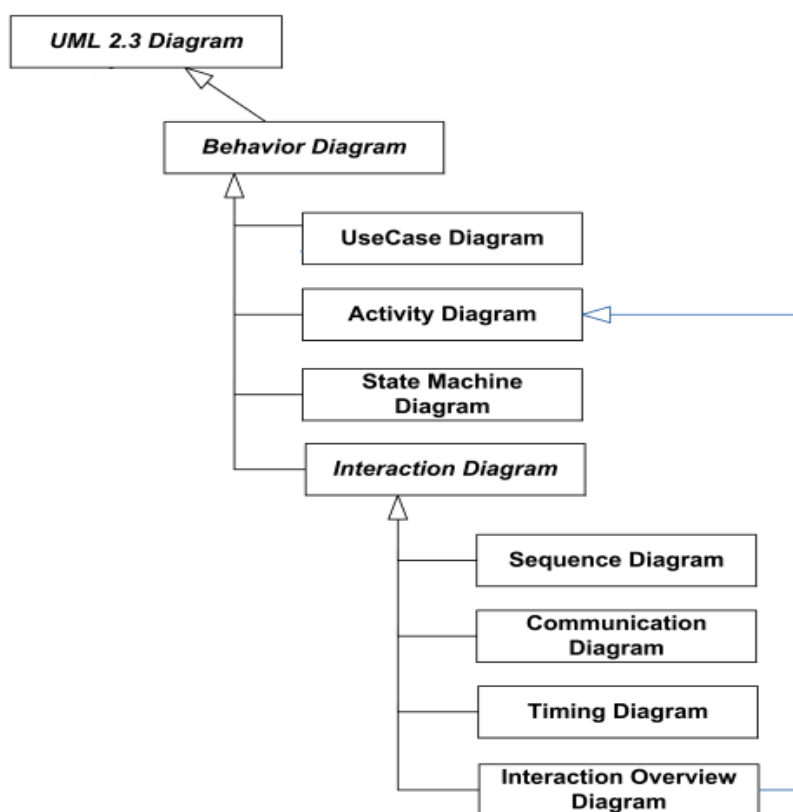 UML 2.3 Diagram
Behavior Diagram
UseCase Diagram
Activity Diagram
State Machine
Diagram
Interaction Diagram
Sequence Diagram
Communication
Diagram
Timing Diagram
Interaction Overview
Diagram